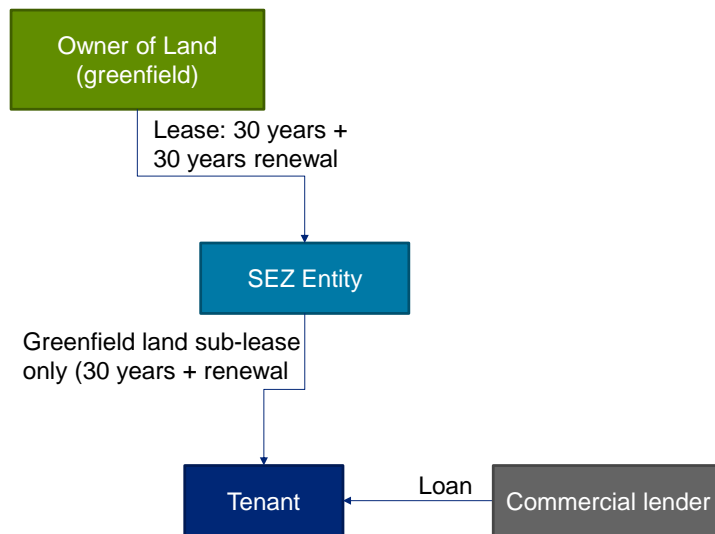 Owner of Land
(greenfield)
Lease: 30 years +
30 years renewal
SEZ Entity
Greenfield land sub-lease
only (30 years + renewal
Tenant
Loan
Commercial lender